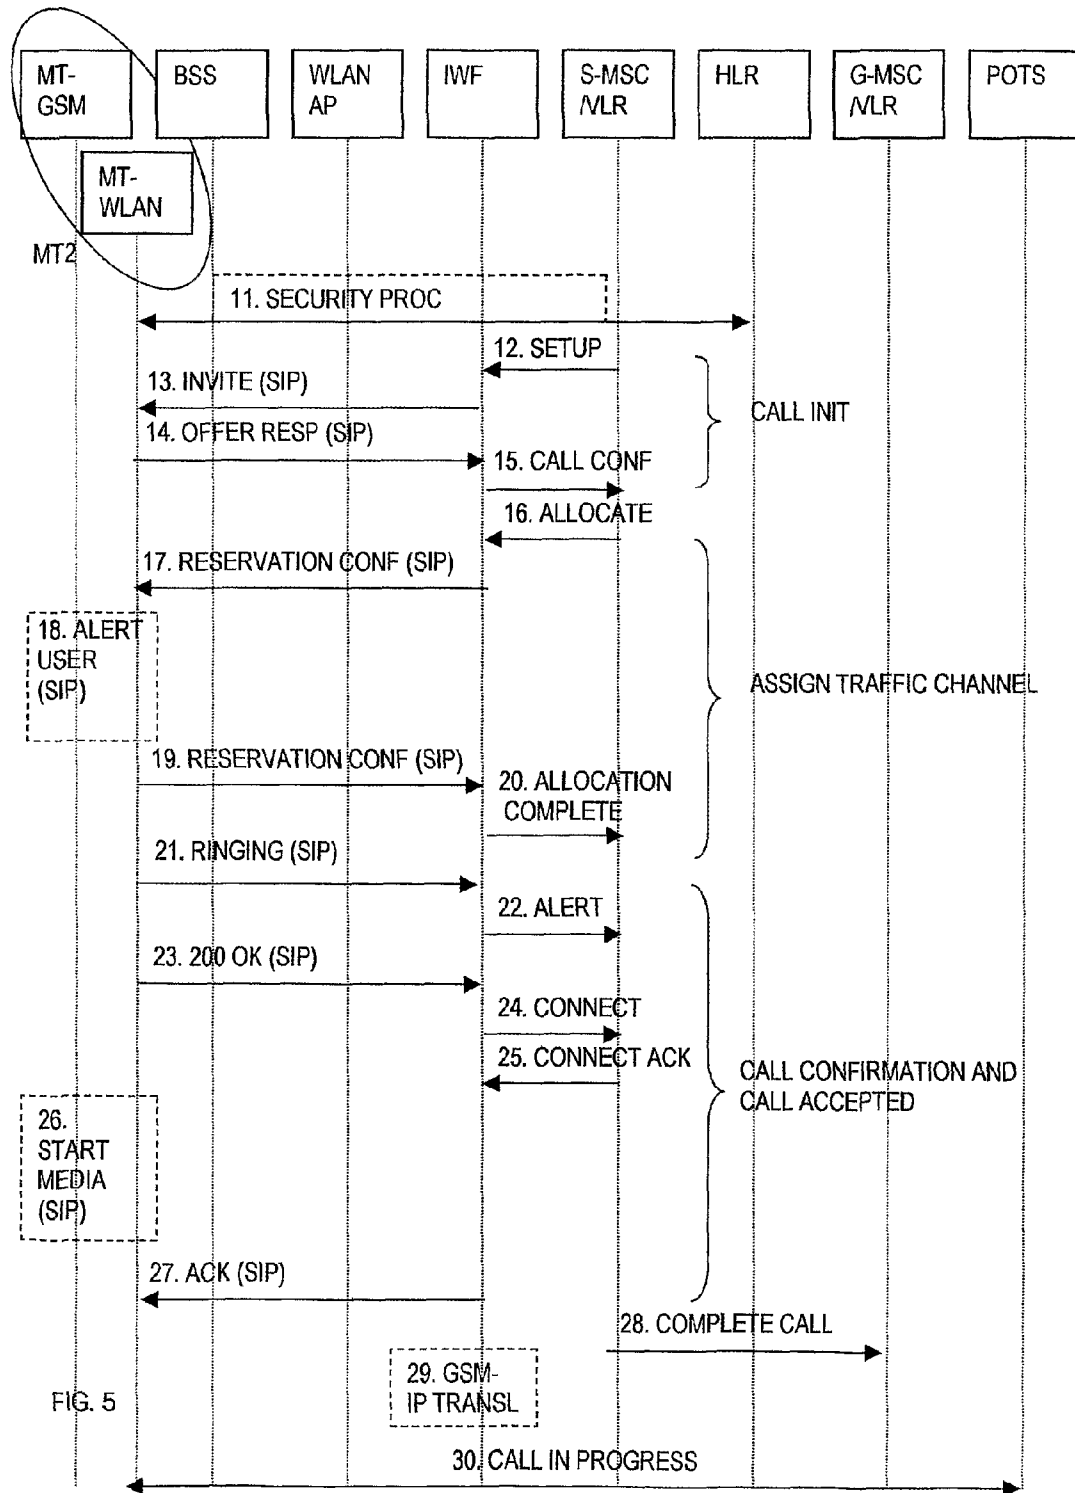 MT-
GSM
BSS
WLAN
AP
IWF
S-MSC
/VLR
HLR
G-MSC
/VLR
POTS
MT-
WLAN
MT2
11. SECURITY PROC
12. SETUP
13. INVITE (SIP)
CALL INIT
14. OFFER RESP (SIP)
15. CALL CONF
16. ALLOCATE
17. RESERVATION CONF (SIP)
18. ALERT
USER
(SIP)
ASSIGN TRAFFIC CHANNEL
19. RESERVATION CONF (SIP)
20. ALLOCATION
COMPLETE
21. RINGING (SIP)
22. ALERT
23. 200 OK (SIP)
24. CONNECT
25. CONNECT ACK
CALL CONFIRMATION AND
CALL ACCEPTED
26.
START
MEDIA
(SIP)
27. ACK (SIP)
28. COMPLETE CALL
29. GSM-
IP TRANSL
FIG. 5
30. CALL IN PROGRESS